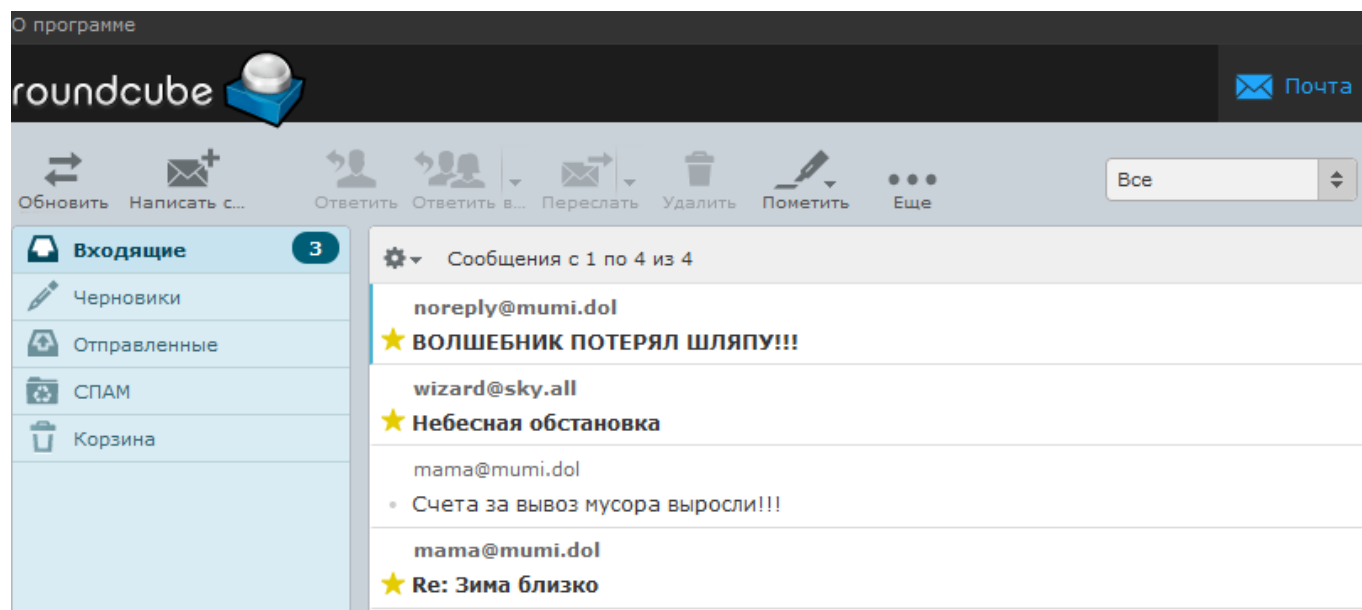 О программе
roundcube
Почта
Обновить Написать с... Ответить Ответить в... Переслать Удалить Пометить Еще
Все
Входящие 3
Черновики
Отправленные
СПАМ
Корзина
Сообщения с 1 по 4 из 4
noreply@mumi.dol
ВОЛШЕБНИК ПОТЕРЯЛ ШЛЯПУ!!!
wizard@sky.all
Небесная обстановка
mama@mumi.dol
Счета за вывоз мусора выросли!!!
mama@mumi.dol
Re: Зима близко